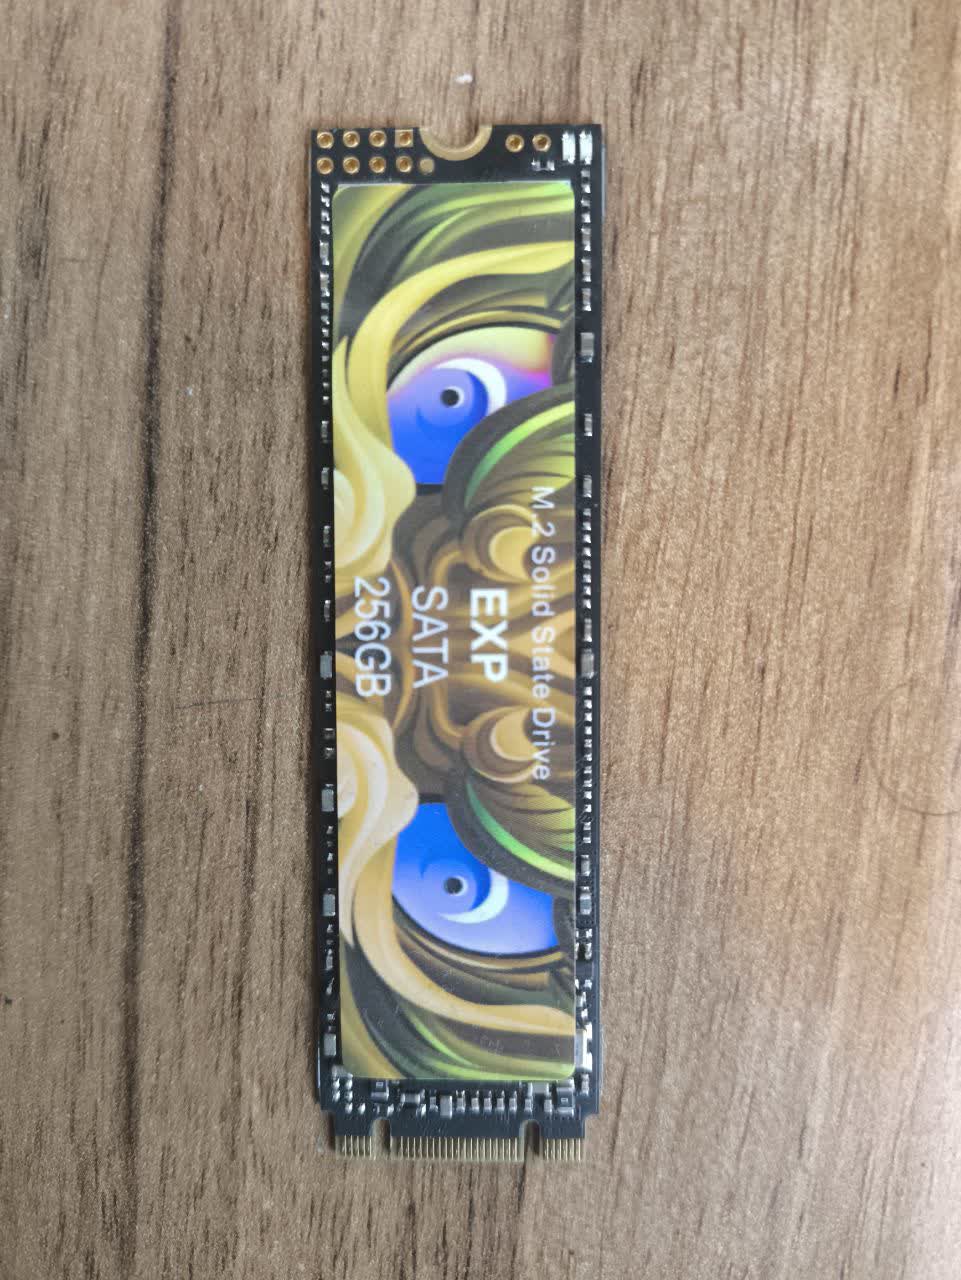 M.2 Solid State Drive
EXP
SATA
256GB